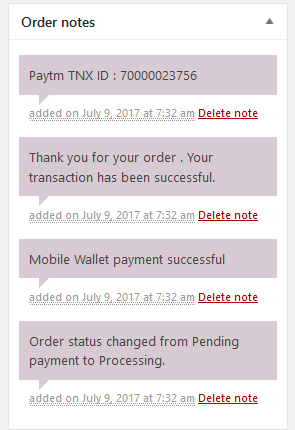 Order notes
Paytm TNX ID : 70000023756
added on July 9, 2017 at 7:32 am Delete note
Thank you for your order . Your
transaction has been successful.
added on July 9, 2017 at 7:32 am Delete note
Mobile Wallet payment successful
added on July 9, 2017 at 7:32 am Delete note
Order status changed from Pending
payment to Processing.
added on July 9, 2017 at 7:32 am Delete note